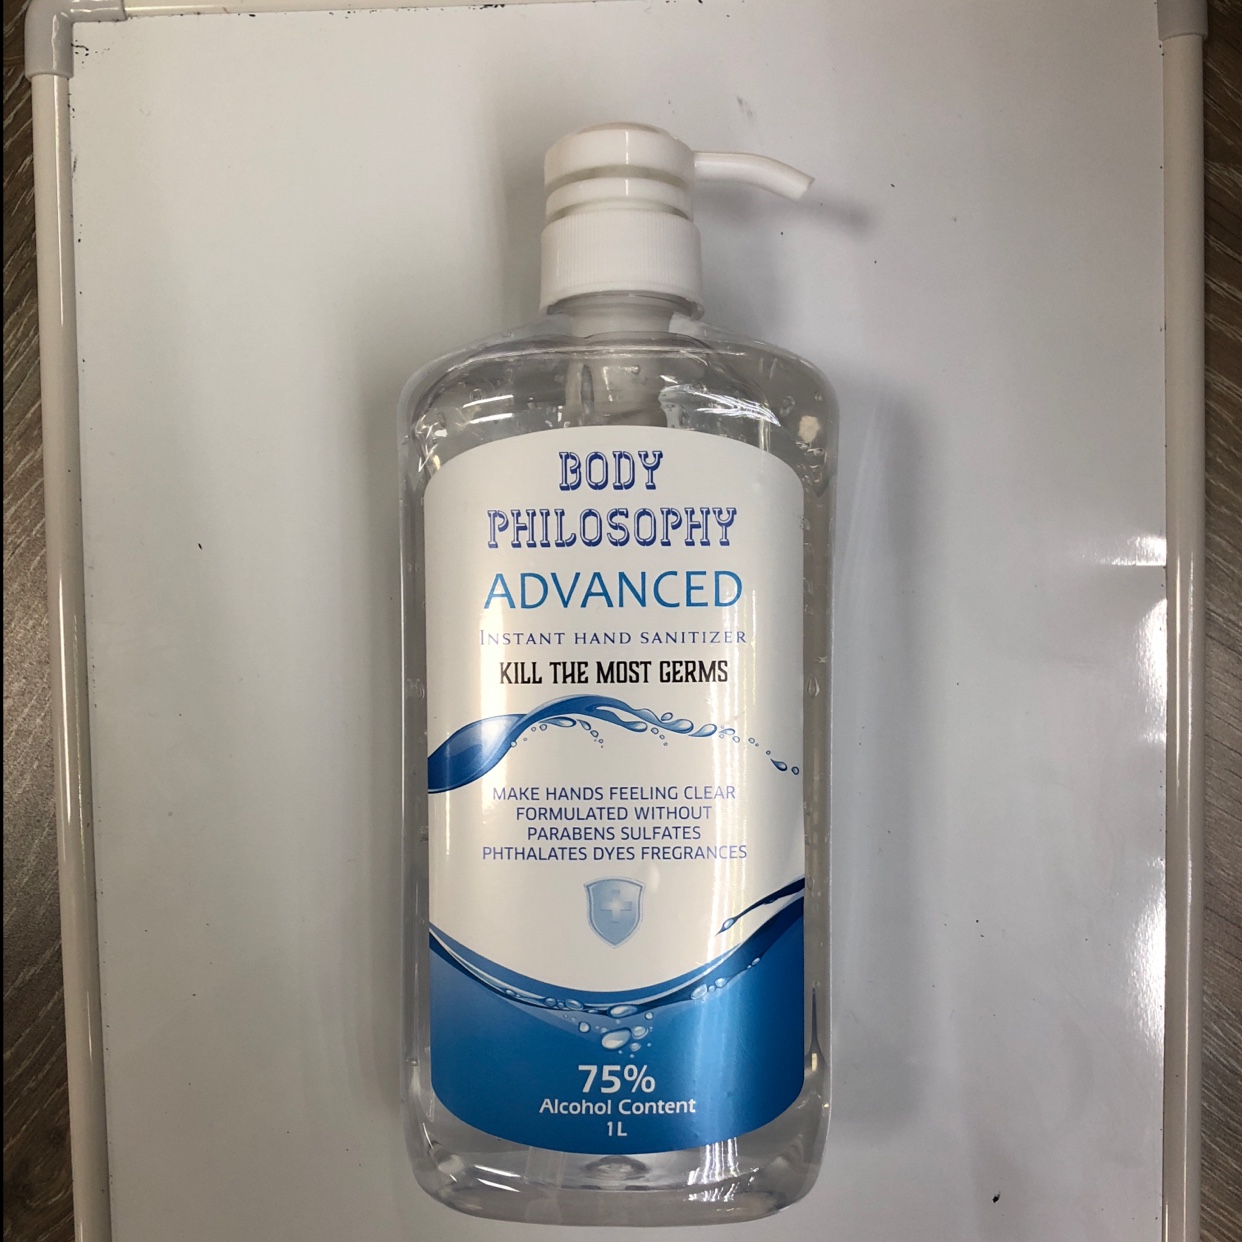 BODY
PHILOSOPHY
ADVANCED
INSTANT HAND SANITIZER
KILL THE MOST GERMS
MAKE HANDS FEELING CLEAR
FORMULATED WITHOUT
PARABENS SULFATES
PHTHALATES DYES FREGRANCES
75%
Alcohol Content
1L